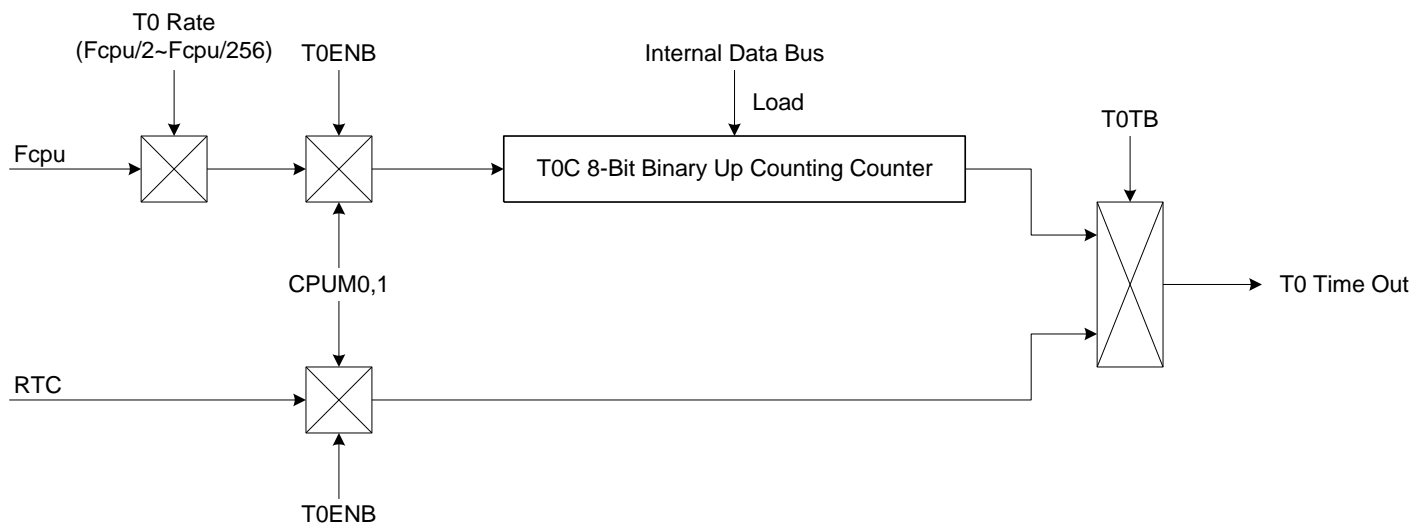 T0 Rate
(Fcpu/2~Fcpu/256)
T0ENB
Internal Data Bus
Load
T0TB
Fcpu
T0C 8-Bit Binary Up Counting Counter
CPUM0,1
T0 Time Out
RTC
T0ENB